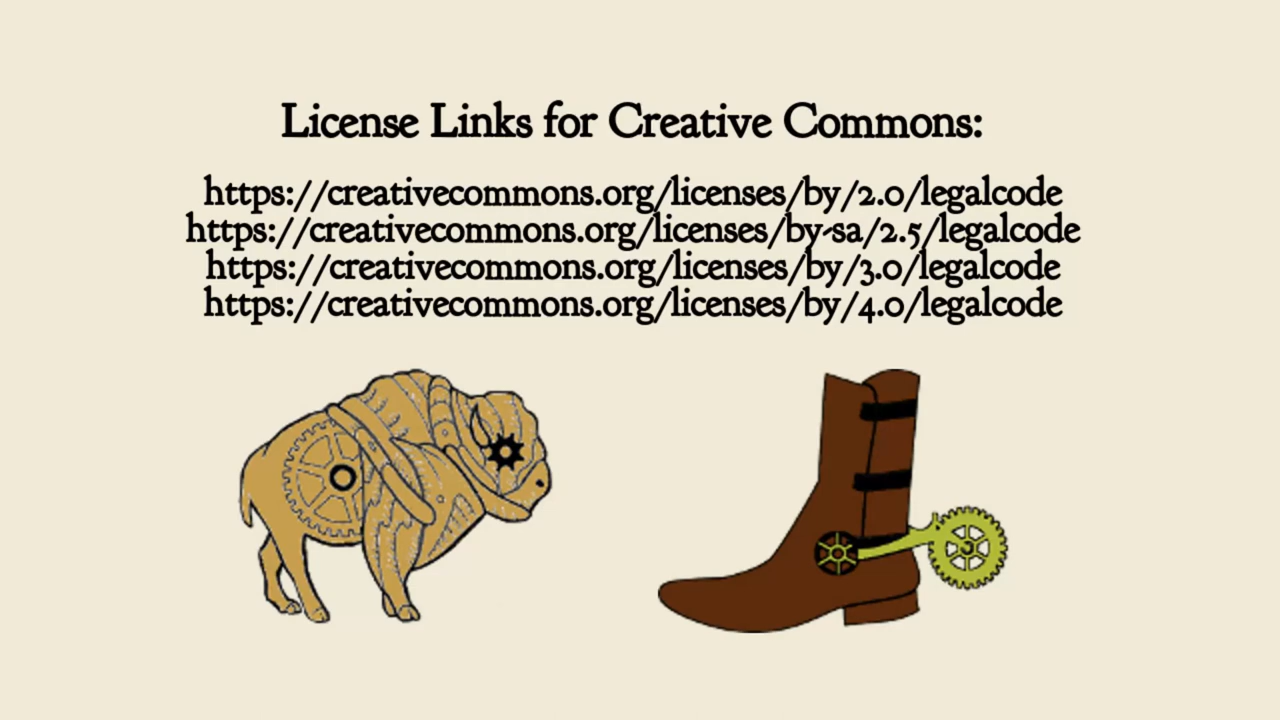 License Links for Creative Commons:
https://creativecommons.org/licenses/by/2.0/legalcode
https://creativecommons.org/licenses/by-sa/2.5/legalcode
https://creativecommons.org/licenses/by/3.0/legalcode
https://creativecommons.org/licenses/by/4.0/legalcode